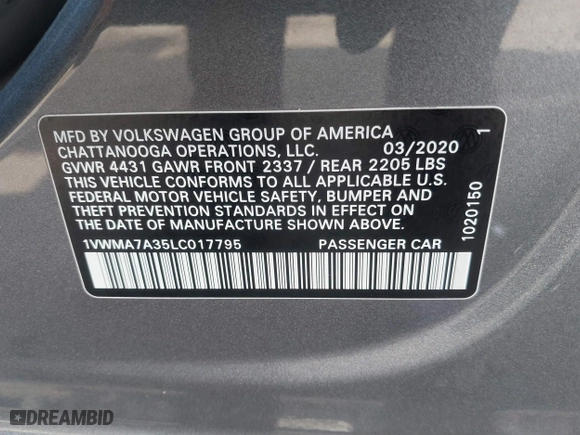 MFD BY VOLKSWAGEN GROUP OF AMERICA
CHATTANOOGA OPERATIONS, LLC. 03/2020
GVWR 4431 GAWR FRONT 2337 / REAR 2205 LBS
THIS VEHICLE CONFORMS TO ALL APPLICABLE U.S.
FEDERAL MOTOR VEHICLE SAFETY, BUMPER AND
THEFT PREVENTION STANDARDS IN EFFECT ON
THE DATE OF MANUFACTURE SHOWN ABOVE.
1VWMA7A35LC017795 PASSENGER CAR
1020150 1
DREAMBID